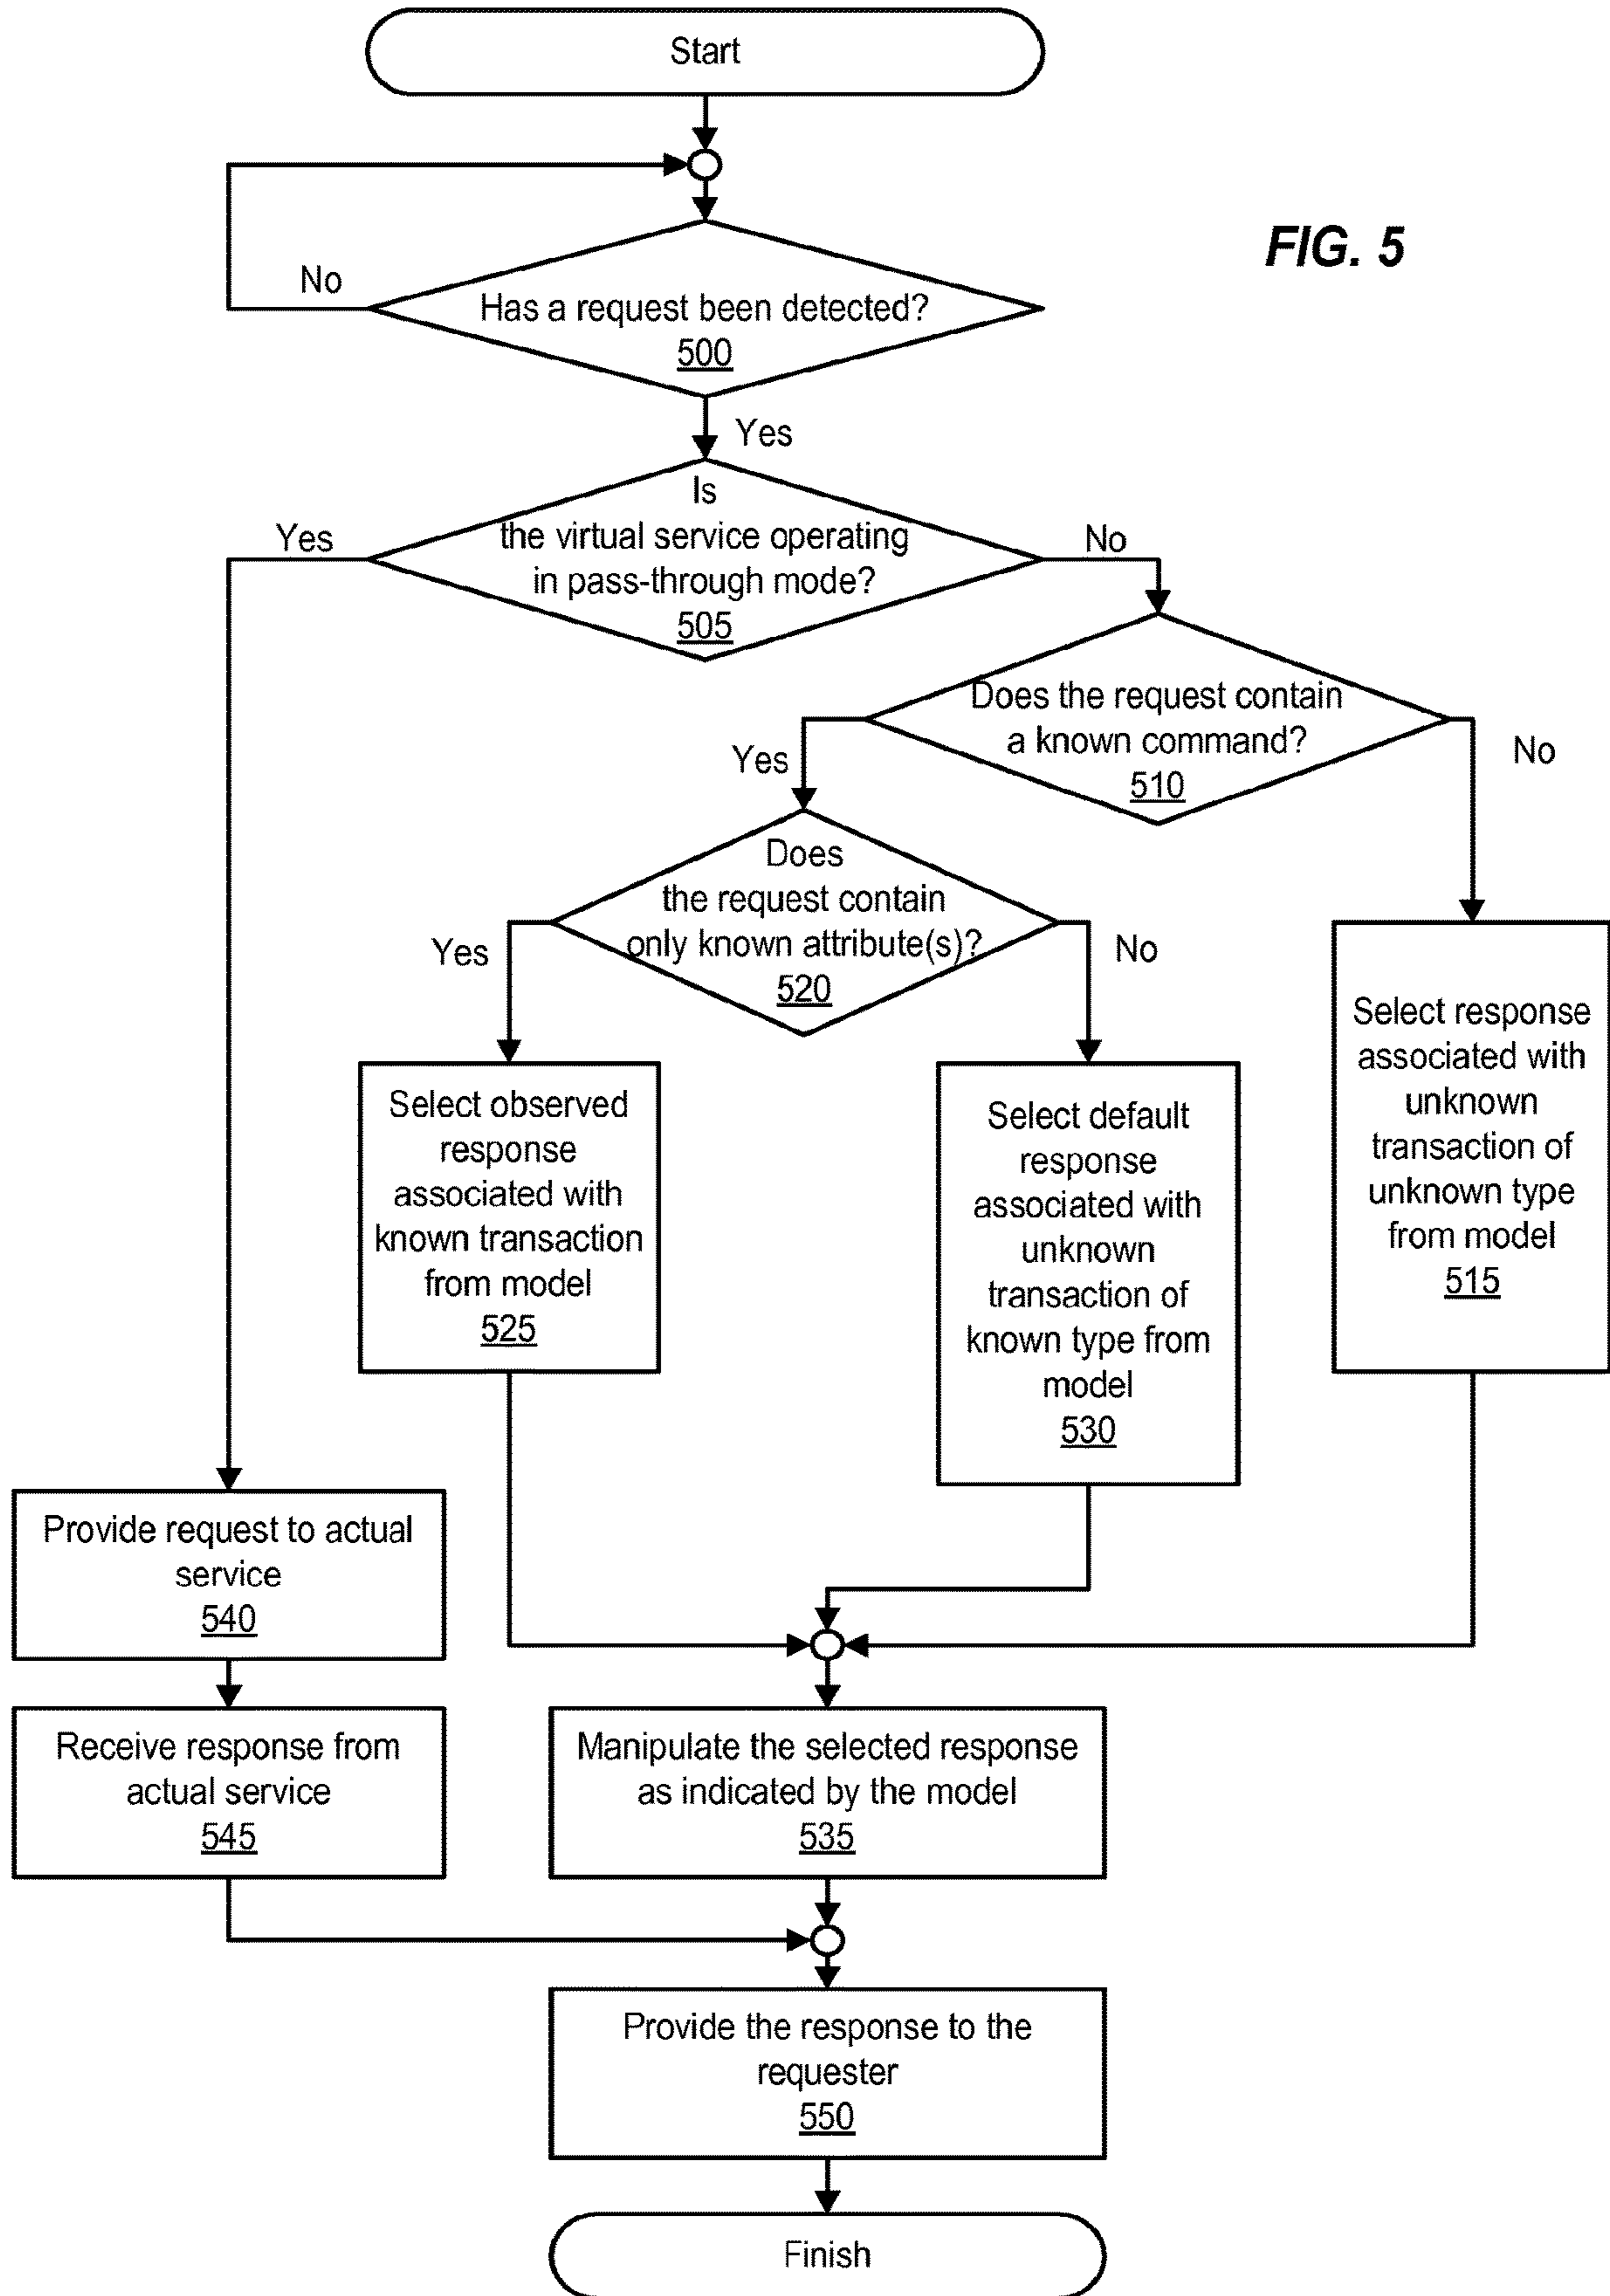 Start
FIG. 5
No
Has a request been detected?
500
Yes
Is
the virtual service operating
in pass-through mode?
505
Yes
No
Does the request contain
a known command?
510
Yes
No
Does
the request contain
only known attribute(s)?
520
Yes
No
Select observed
response
associated with
known transaction
from model
525
Select default
response
associated with
unknown
transaction of
known type from
model
530
Select response
associated with
unknown
transaction of
unknown type
from model
515
Provide request to actual
service
540
Receive response from
actual service
545
Manipulate the selected response
as indicated by the model
535
Provide the response to the
requester
550
Finish